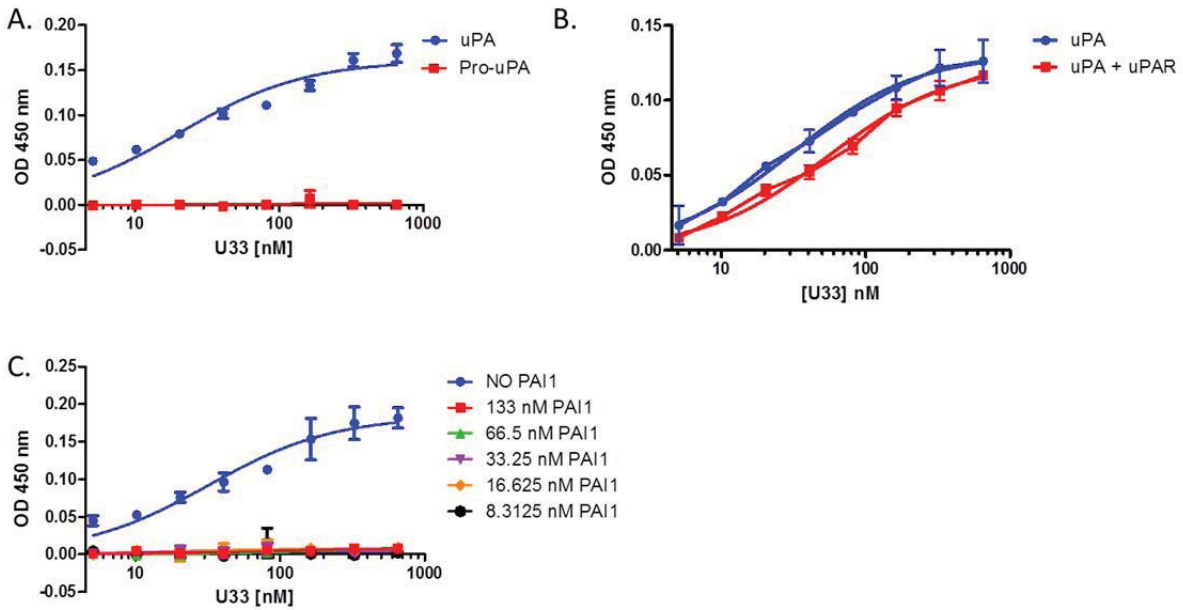 A.
0.20
0.15
0.10
0.05
0.00
-0.05
OD 450 nm
10
100
1000
U33 [nM]
uPA
Pro-uPA
B.
0.15
0.10
0.05
0.00
OD 450 nm
10
100
1000
[U33] nM
uPA
uPA + uPAR
C.
0.25
0.20
0.15
0.10
0.05
0.00
-0.05
OD 450 nm
10
100
1000
U33 [nM]
NO PAI1
133 nM PAI1
66.5 nM PAI1
33.25 nM PAI1
16.625 nM PAI1
8.3125 nM PAI1